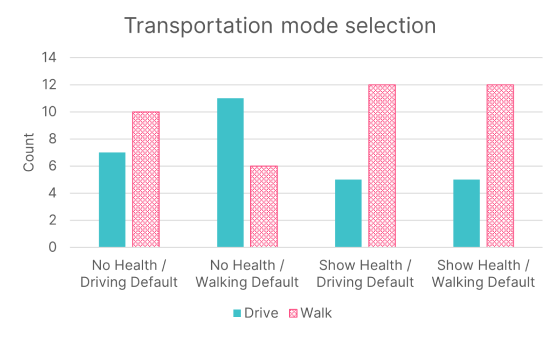 Transportation mode selection
14
12
10
8
6
4
2
0
Count
No Health /
Driving Default
No Health /
Walking Default
Show Health /
Driving Default
Show Health /
Walking Default
Drive
Walk